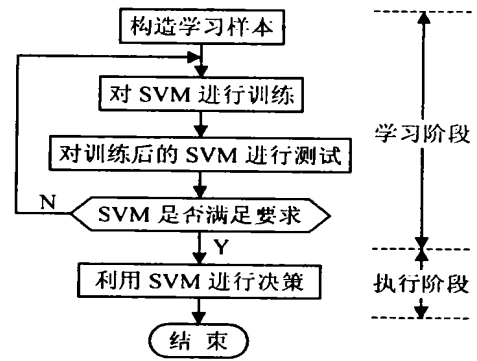 构造学习样本
对 SVM 进行训练
学习阶段
对训练后的 SVM 进行测试
N
SVM 是否满足要求
Y
利用 SVM 进行决策
执行阶段
结 束